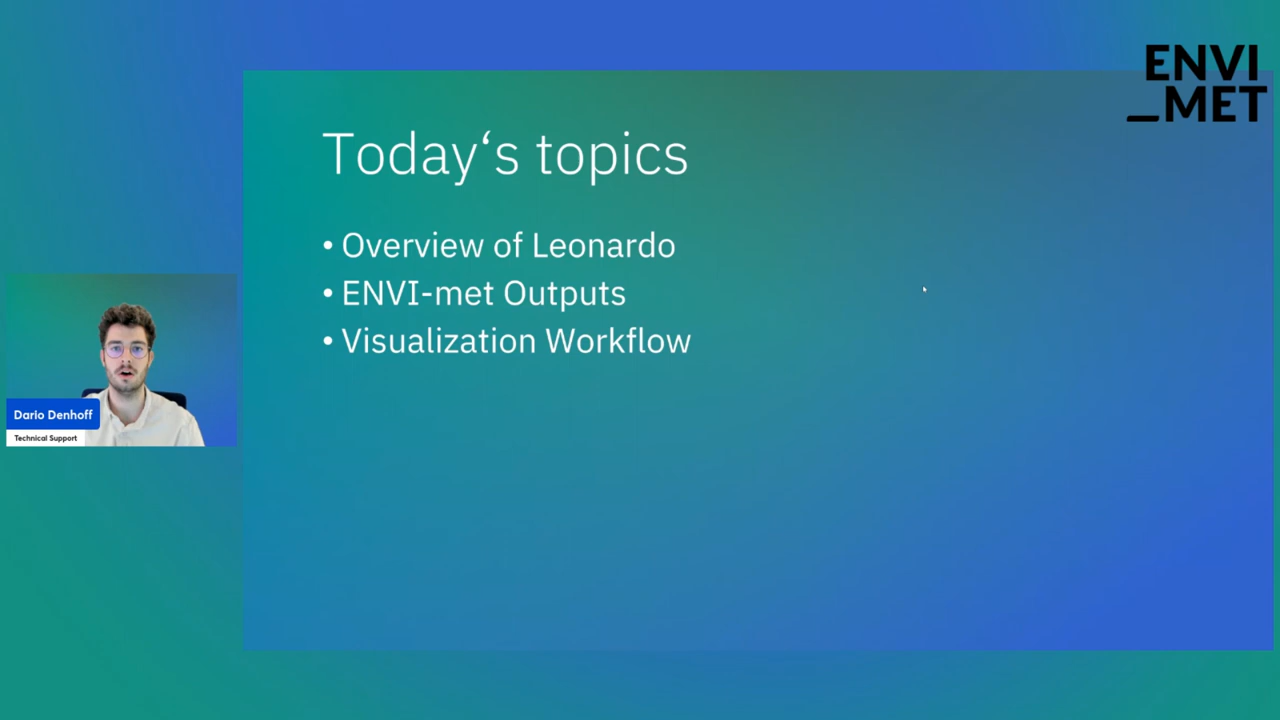 ENVI
_MET
Today‘s topics
• Overview of Leonardo
• ENVI-met Outputs
• Visualization Workflow
Dario Denhoff
Technical Support